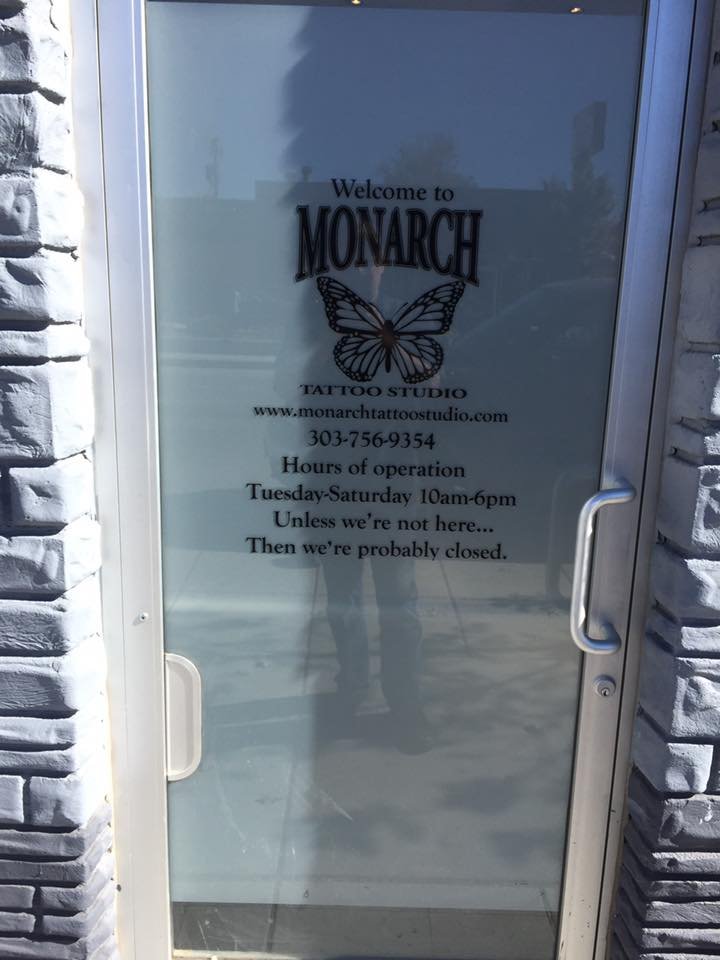 Welcome to
MONARCH
TATTOO STUDIO
www.monarchtattoostudio.com
303-756-9354
Hours of operation
Tuesday-Saturday 10am-6pm
Unless we're not here...
Then we're probably closed.